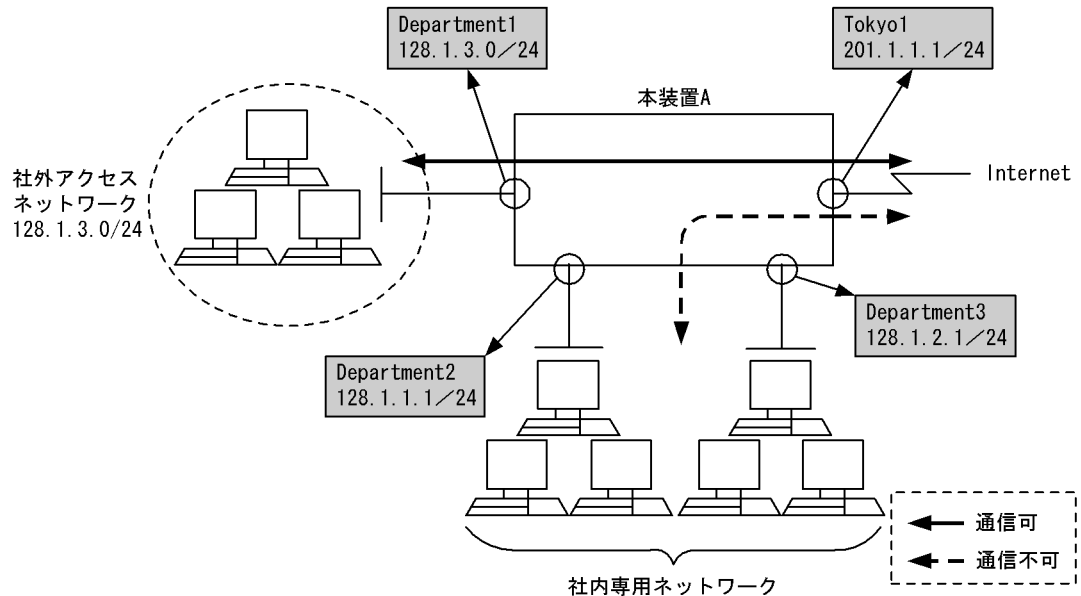 Department1
128.1.3.0/24
Tokyo1
201.1.1.1/24
本装置A
社外アクセス
ネットワーク
128.1.3.0/24
Internet
Department3
128.1.2.1/24
Department2
128.1.1.1/24
通信可
通信不可
社内専用ネットワーク